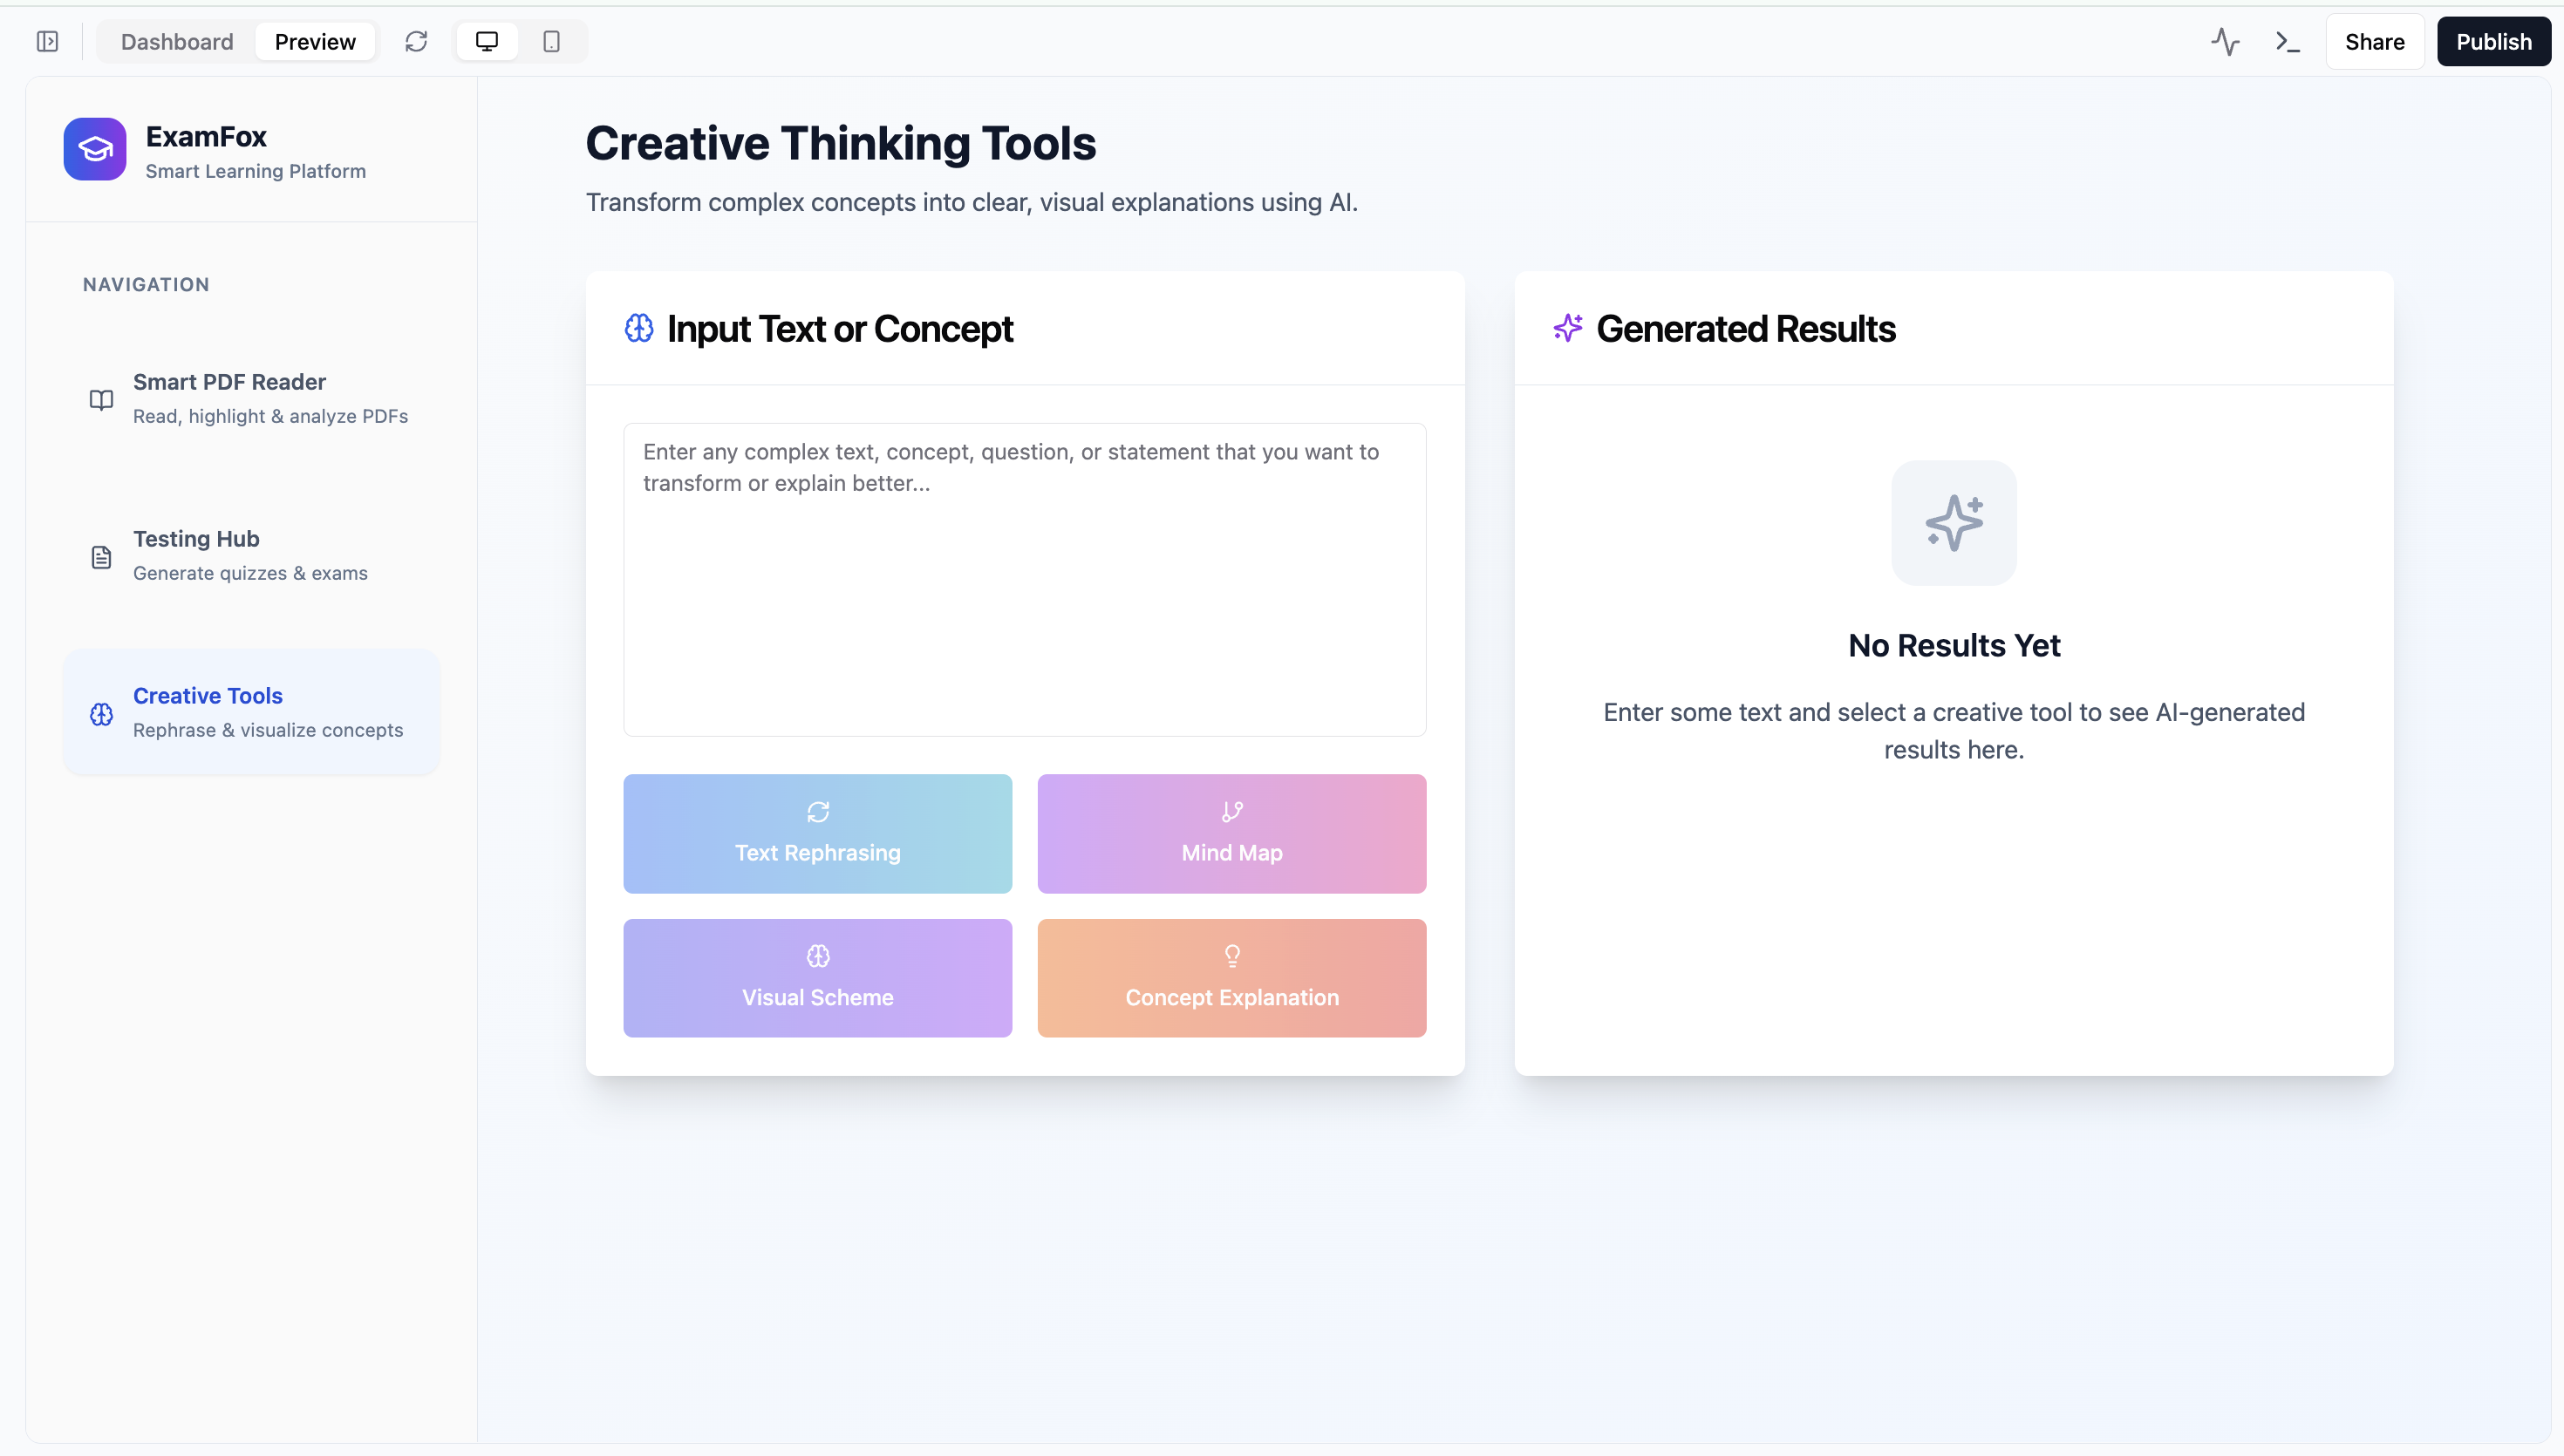 Dashboard
Preview
Share
Publish
ExamFox
Smart Learning Platform
NAVIGATION
Smart PDF Reader
Read, highlight & analyze PDFs
Testing Hub
Generate quizzes & exams
Creative Tools
Rephrase & visualize concepts
Creative Thinking Tools
Transform complex concepts into clear, visual explanations using AI.
Input Text or Concept
Enter any complex text, concept, question, or statement that you want to
transform or explain better...
Text Rephrasing
Mind Map
Visual Scheme
Concept Explanation
Generated Results
No Results Yet
Enter some text and select a creative tool to see AI-generated
results here.